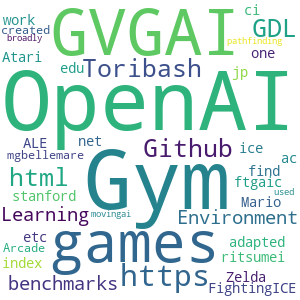 ci
work GVGAI GDL
created
broadly pathfinding
Atari edu Toribash jp one
OpenAI
ALE net Github ice
mgbellemare find ac
html Gym ftgaic
stanford Mario
Learning Environment
etc games adapted
Arcade movingai ritsumei
index https used
benchmarks Zelda
FightingICE